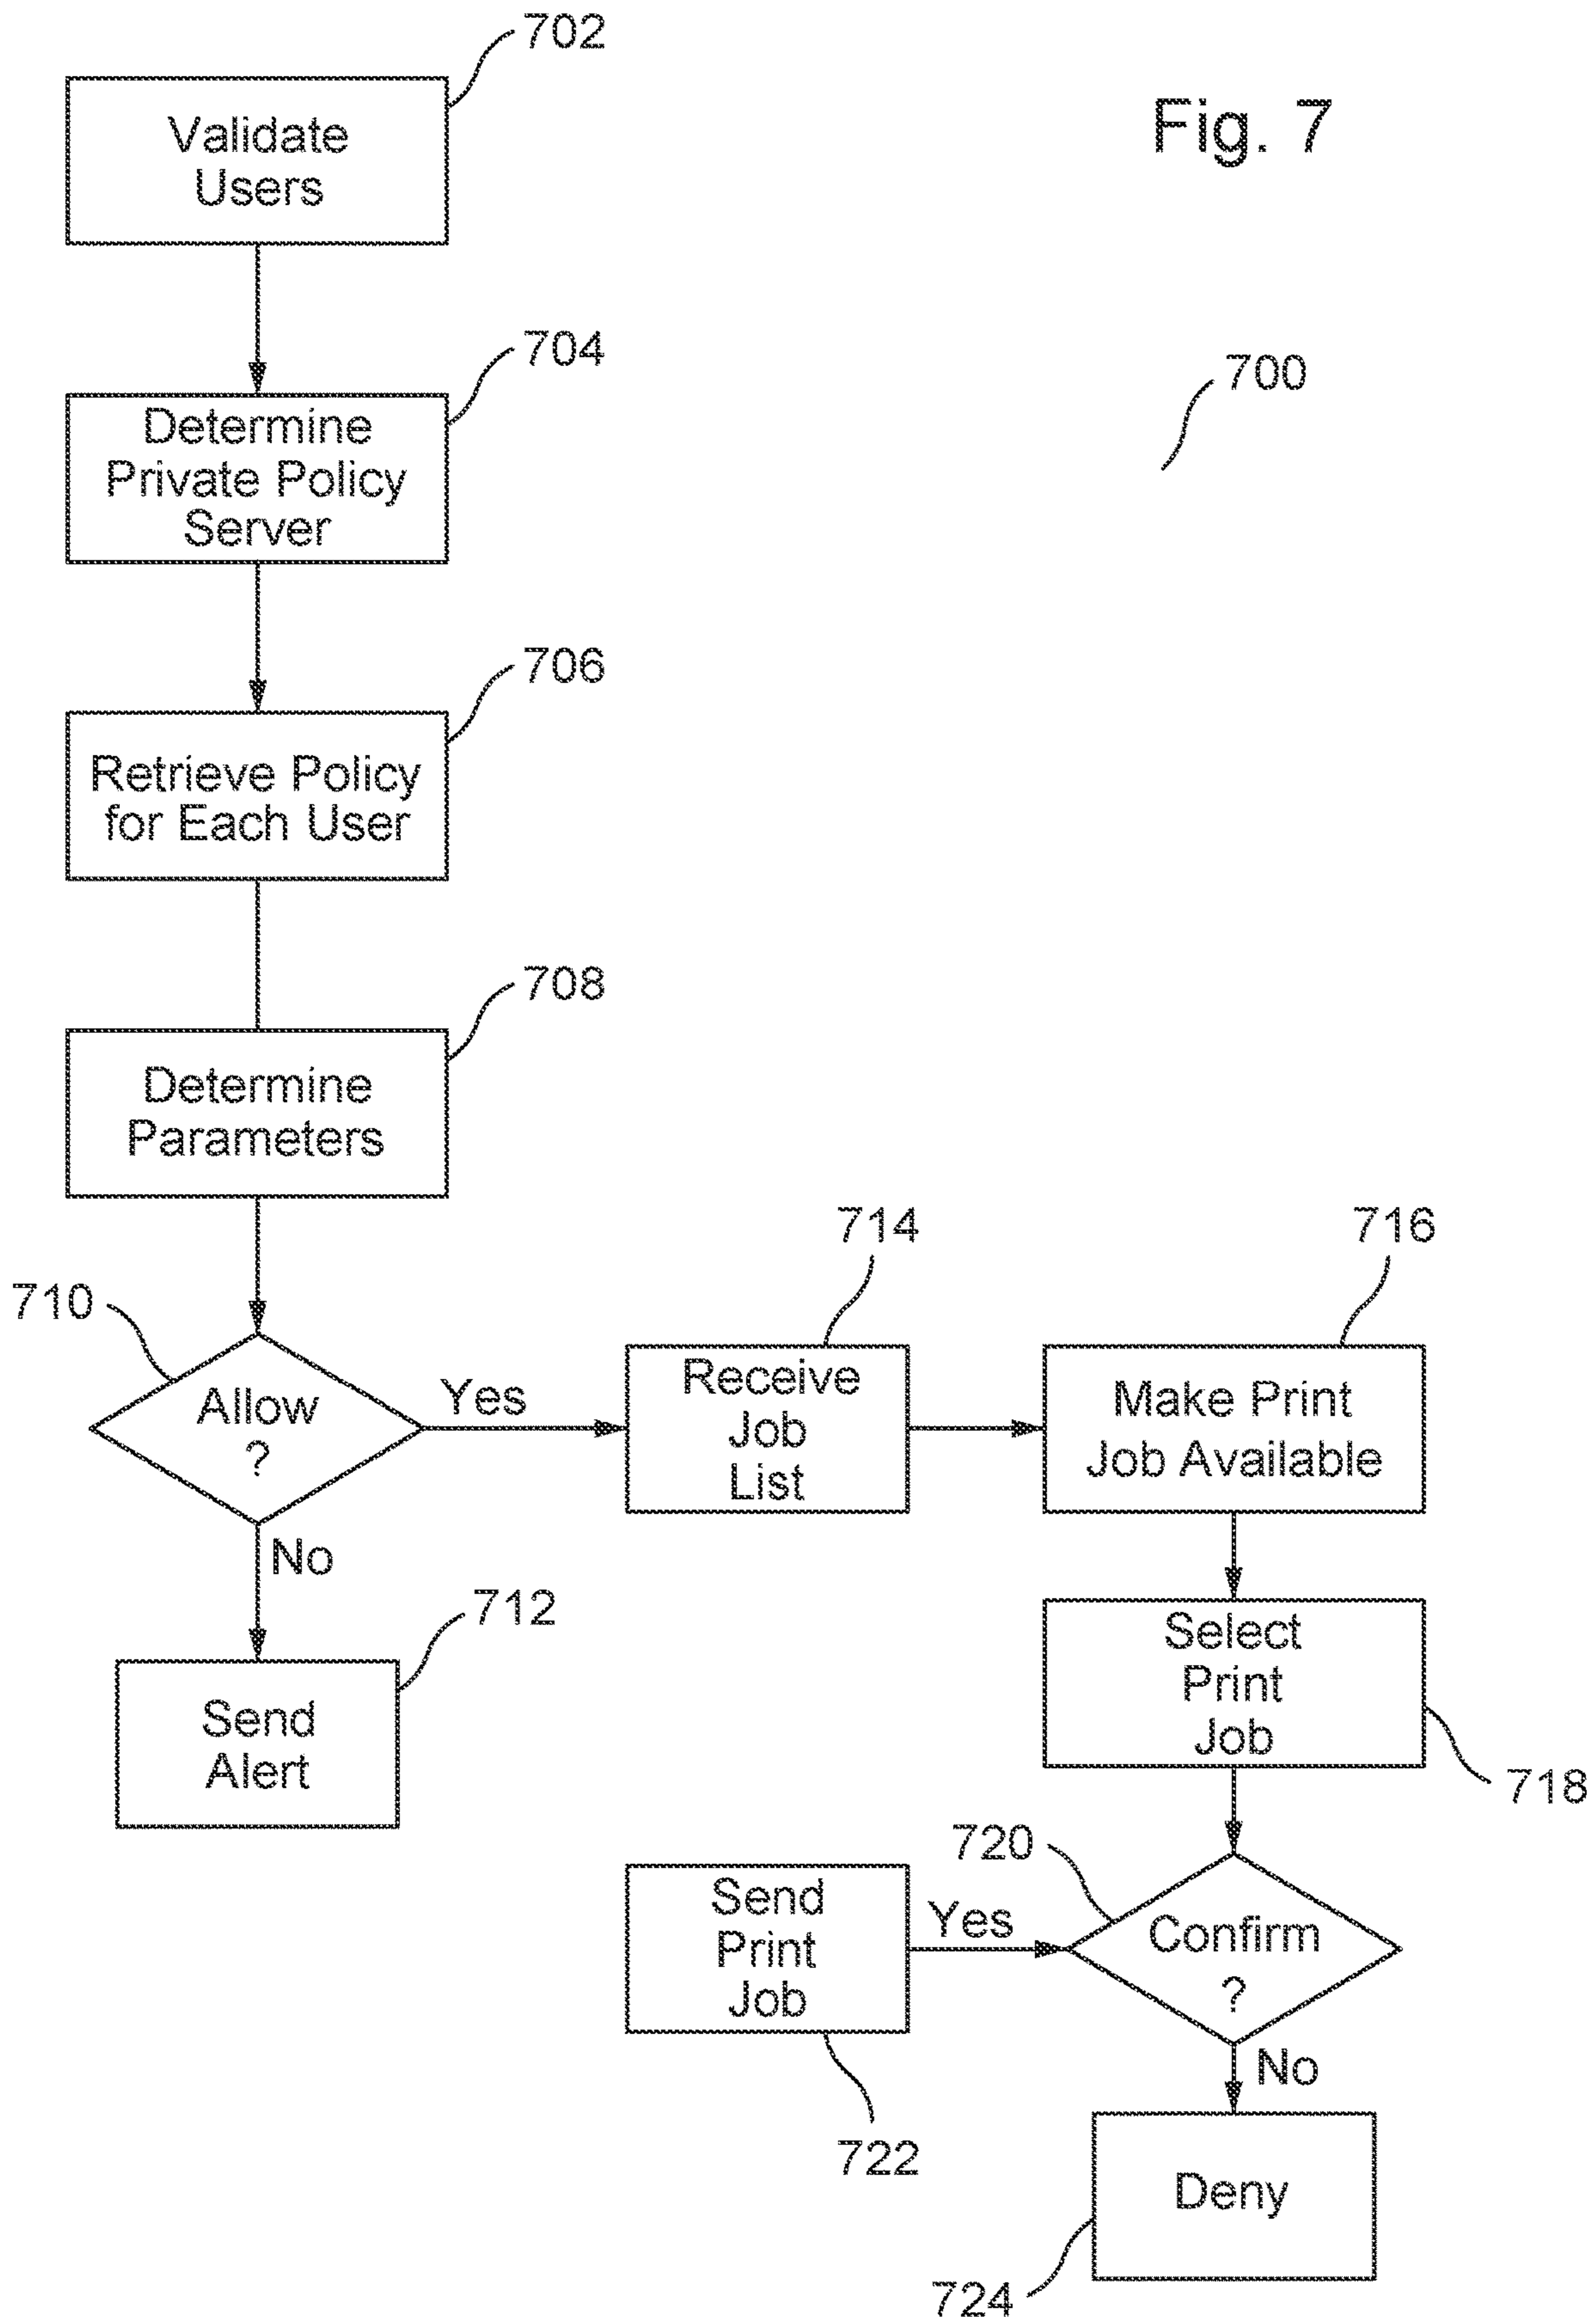 702
Validate
Users
Fig. 7
704
Determine
Private Policy
Server
700
706
Retrieve Policy
for Each User
708
Determine
Parameters
710
Allow
?
Yes
No
712
Send
Alert
714
Receive
Job
List
716
Make Print
Job Available
Select
Print
Job
718
720
Confirm
?
Yes
Send
Print
Job
722
No
Deny
724